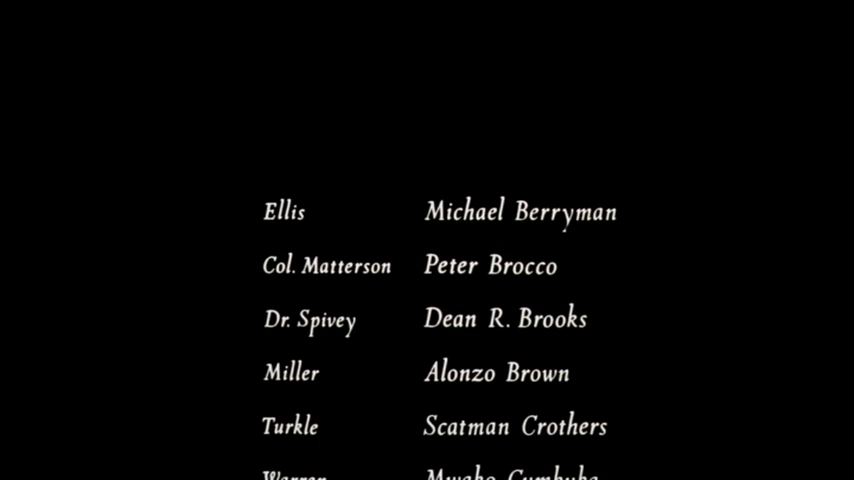 Ellis Michael Berryman
Col. Matterson Peter Brocco
Dr. Spivey Dean R. Brooks
Miller Alonzo Brown
Turkle Scatman Crothers